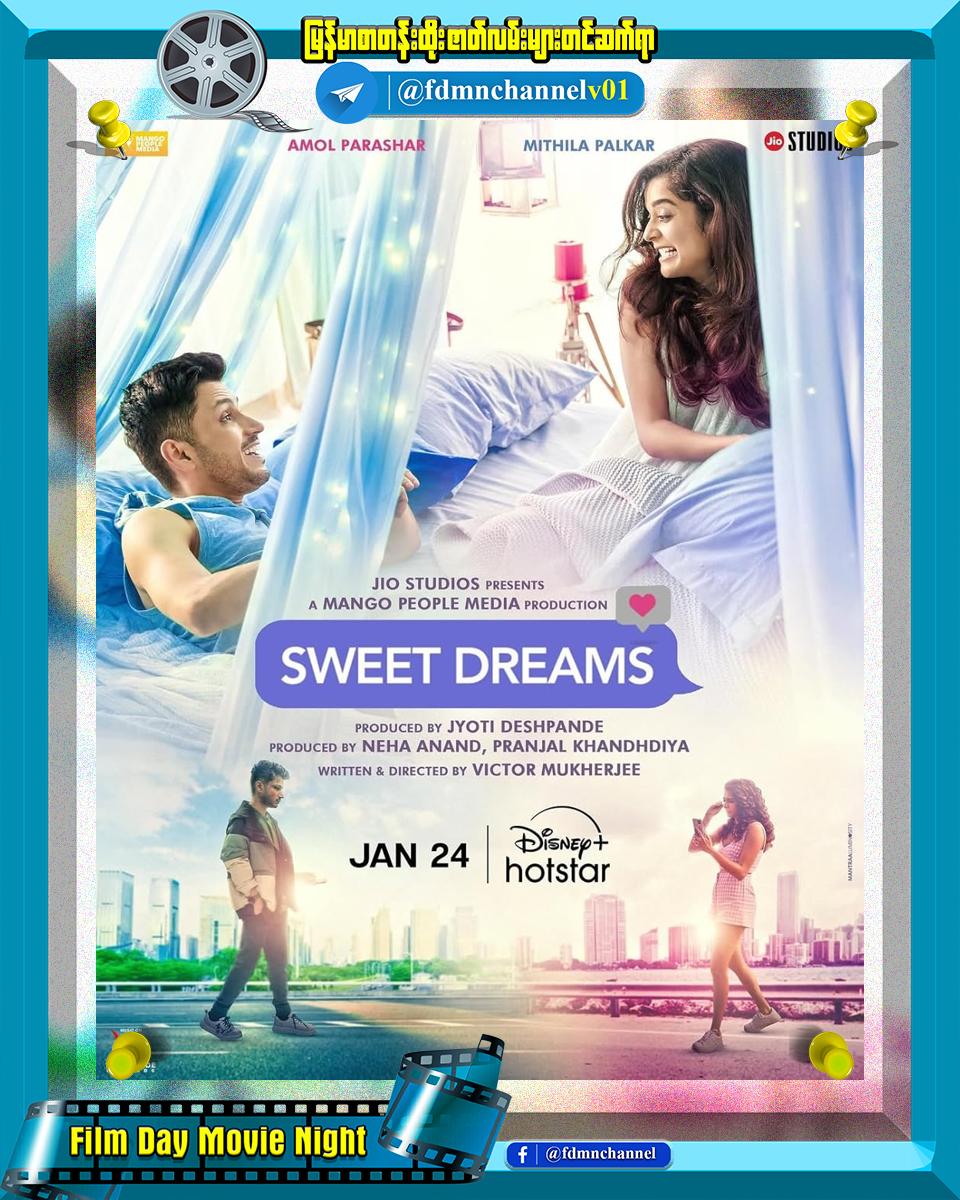 မြန်မာစာတန်းထိုးဇာတ်လမ်းများတင်ဆက်ရာ
@fdmnchannelv01
MANGO
PEOPLE
MEDIA
AMOL PARASHAR
MITHILA PALKAR
Jio STUDIOS
JIO STUDIOS PRESENTS
A MANGO PEOPLE MEDIA PRODUCTION
SWEET DREAMS
PRODUCED BY JYOTI DESHPANDE
PRODUCED BY NEHA ANAND, PRANJAL KHANDHDIYA
WRITTEN & DIRECTED BY VICTOR MUKHERJEE
JAN 24
Disney+
hotstar
MUSIC ON
Film Day Movie Night
f @fdmnchannel